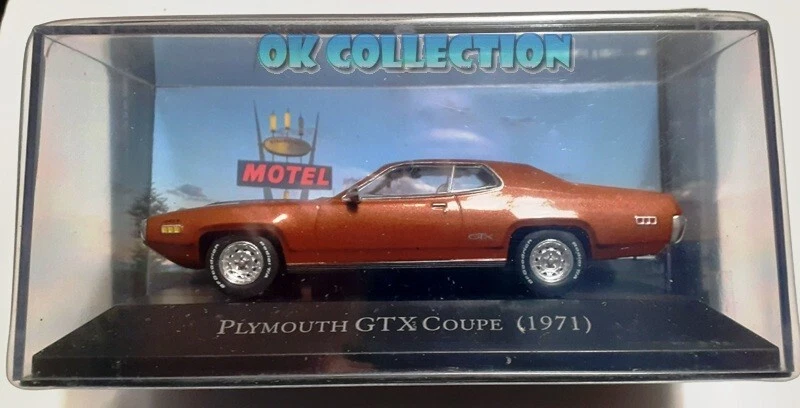 OK COLLECTION
MOTEL
GTX
PLYMOUTH GTX COUPE (1971)